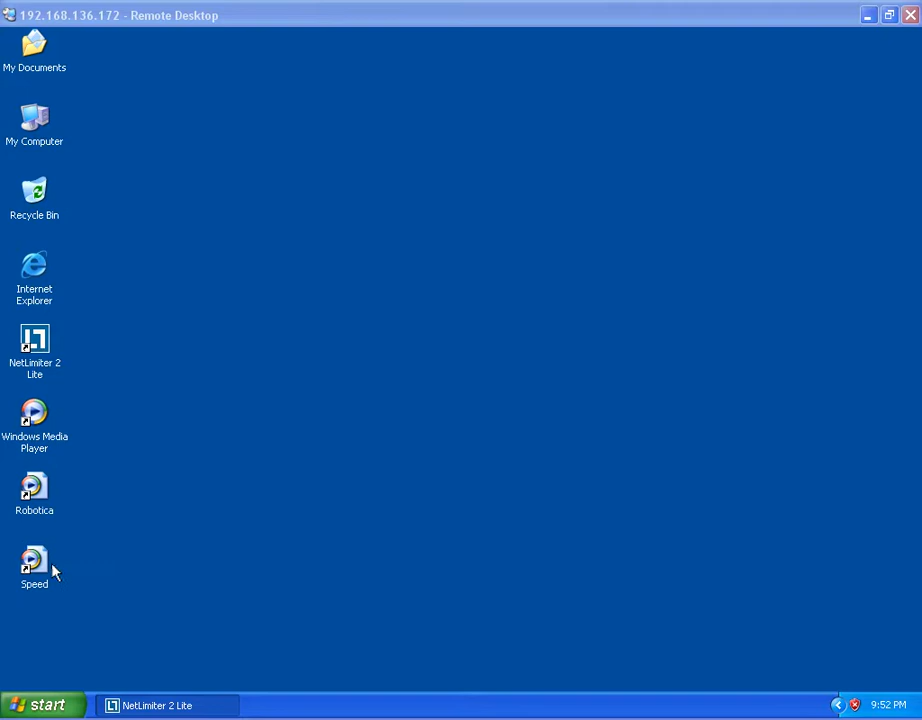 192.168.136.172 - Remote Desktop
My Documents
My Computer
Recycle Bin
Internet
Explorer
NetLimiter 2
Lite
Windows Media
Player
Robotica
Speed
start
NetLimiter 2 Lite
9:52 PM